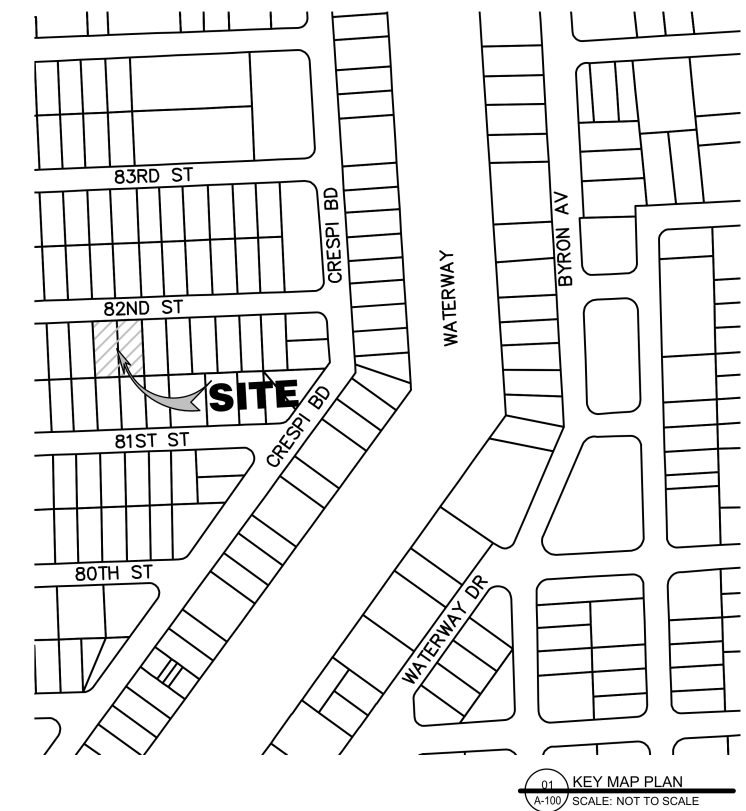 83RD ST
CRESPI BD
BYRON AV
WATERWAY
82ND ST
SITE
CRESPI BD
81ST ST
80TH ST
WATERWAY DR
01
KEY MAP PLAN
A-100
SCALE: NOT TO SCALE